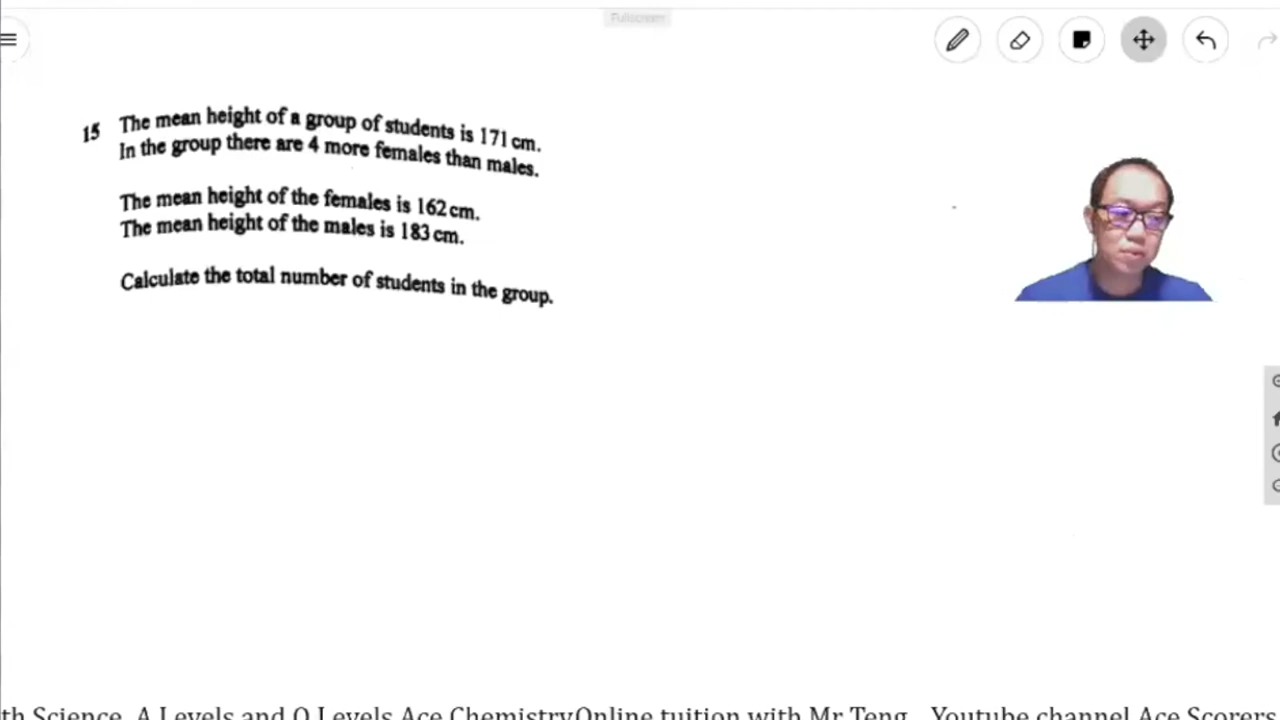 Fullscreen
15 The mean height of a group of students is 171 cm.
In the group there are 4 more females than males.
The mean height of the females is 162 cm.
The mean height of the males is 183 cm.
Calculate the total number of students in the group.
th Science, A Levels and O Levels Ace Chemistry Online tuition with Mr Teng Youtube channel Ace Scorers